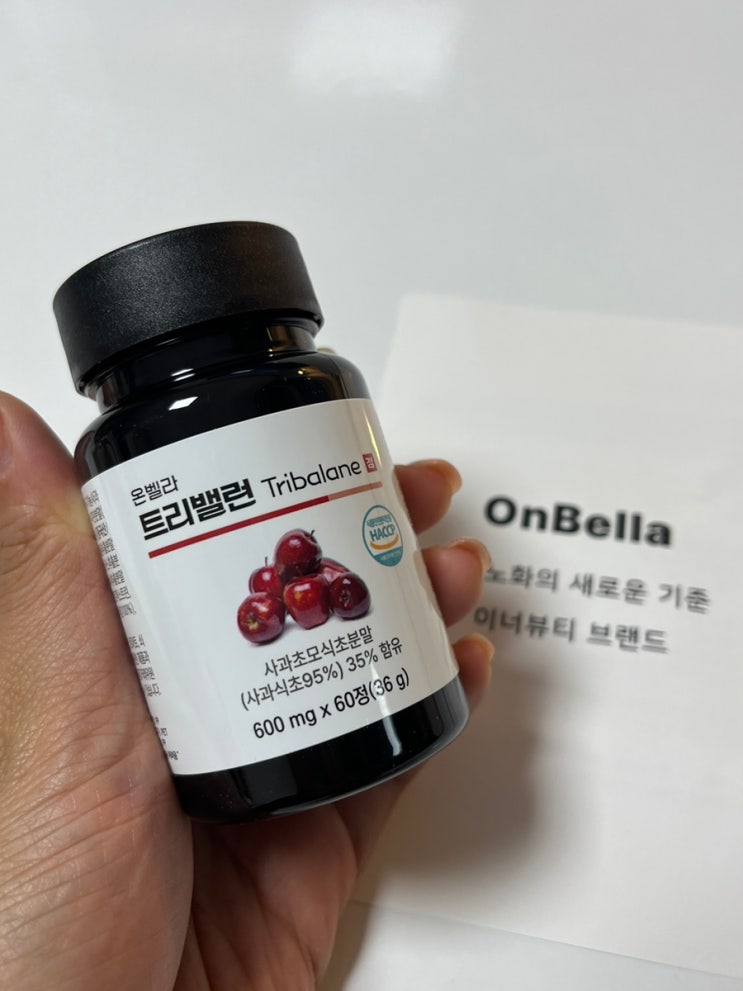 온벨라
트리밸런 Tribalane 정
HACCP
사과초모식초분말
(사과식초95%) 35% 함유
600 mg x 60정(36 g)
OnBella
노화의 새로운 기준
이너뷰티 브랜드